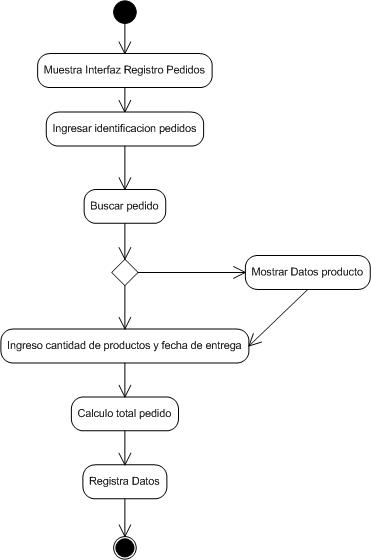 Muestra Interfaz Registro Pedidos
Ingresar identificacion pedidos
Buscar pedido
Mostrar Datos producto
Ingreso cantidad de productos y fecha de entrega
Calculo total pedido
Registra Datos